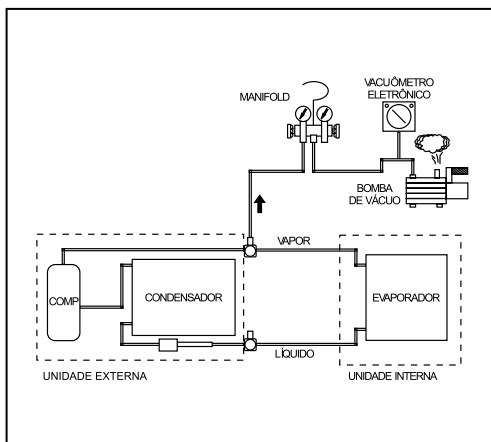 MANIFOLD
VACUÔMETRO
ELETRÔNICO
BOMBA
DE VÁCUO
VAPOR
COMP
CONDENSADOR
EVAPORADOR
LÍQUIDO
UNIDADE EXTERNA
UNIDADE INTERNA